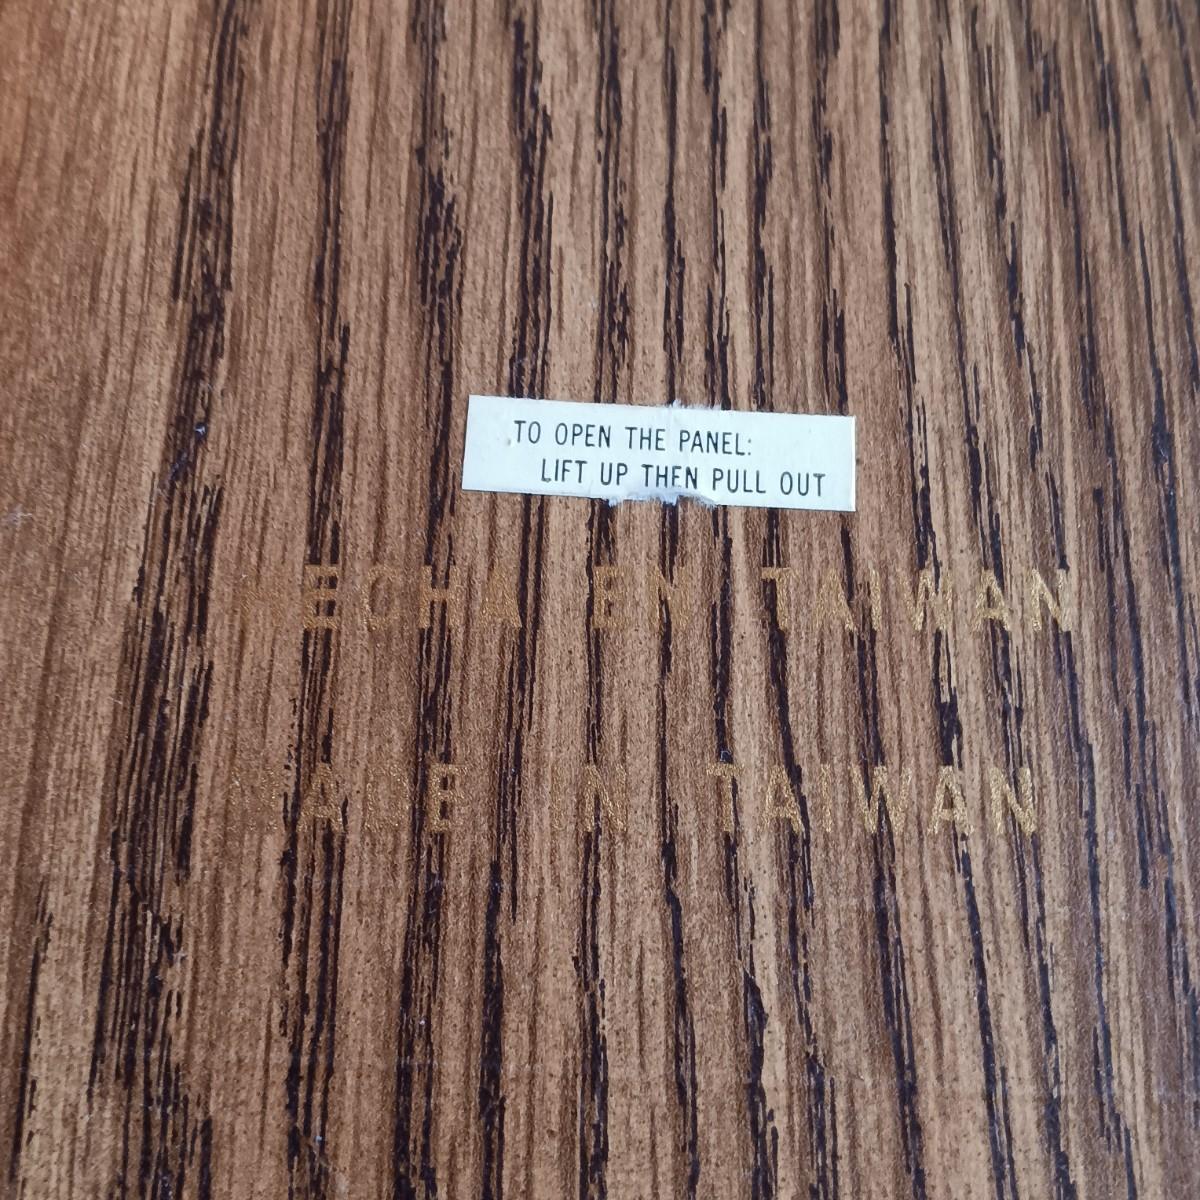 TO OPEN THE PANEL:
LIFT UP THEN PULL OUT
HECHA EN TAIWAN
MADE IN TAIWAN